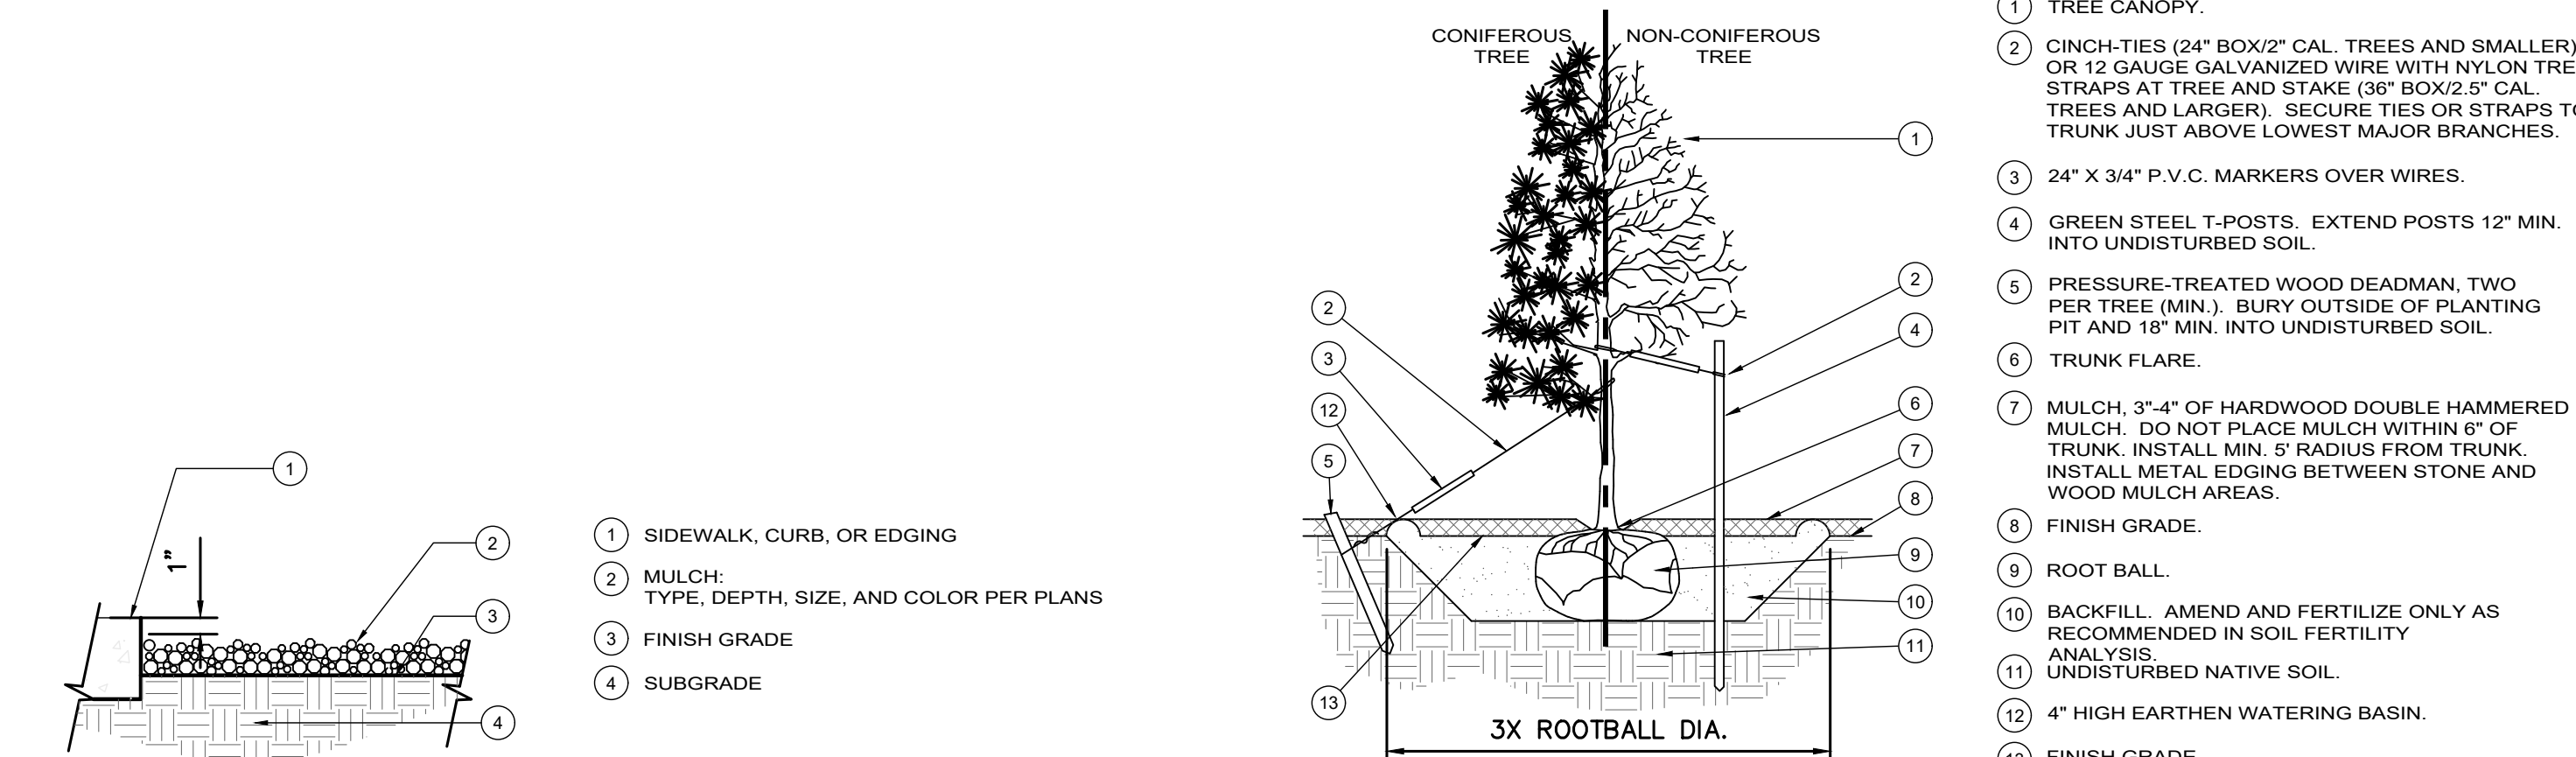 1
2
1"
3
4
1 SIDEWALK, CURB, OR EDGING
2 MULCH:
TYPE, DEPTH, SIZE, AND COLOR PER PLANS
3 FINISH GRADE
4 SUBGRADE
CONIFEROUS
TREE
NON-CONIFEROUS
TREE
2
3
12
5
13
1
2
4
6
7
8
9
10
11
3X ROOTBALL DIA.
1 TREE CANOPY.
2 CINCH-TIES (24" BOX/2" CAL. TREES AND SMALLER)
OR 12 GAUGE GALVANIZED WIRE WITH NYLON TRE
STRAPS AT TREE AND STAKE (36" BOX/2.5" CAL.
TREES AND LARGER). SECURE TIES OR STRAPS TO
TRUNK JUST ABOVE LOWEST MAJOR BRANCHES.
3 24" X 3/4" P.V.C. MARKERS OVER WIRES.
4 GREEN STEEL T-POSTS. EXTEND POSTS 12" MIN.
INTO UNDISTURBED SOIL.
5 PRESSURE-TREATED WOOD DEADMAN, TWO
PER TREE (MIN.). BURY OUTSIDE OF PLANTING
PIT AND 18" MIN. INTO UNDISTURBED SOIL.
6 TRUNK FLARE.
7 MULCH, 3"-4" OF HARDWOOD DOUBLE HAMMERED
MULCH. DO NOT PLACE MULCH WITHIN 6" OF
TRUNK. INSTALL MIN. 5' RADIUS FROM TRUNK.
INSTALL METAL EDGING BETWEEN STONE AND
WOOD MULCH AREAS.
8 FINISH GRADE.
9 ROOT BALL.
10 BACKFILL. AMEND AND FERTILIZE ONLY AS
RECOMMENDED IN SOIL FERTILITY
ANALYSIS.
11 UNDISTURBED NATIVE SOIL.
12 4" HIGH EARTHEN WATERING BASIN.
13 FINISH GRADE